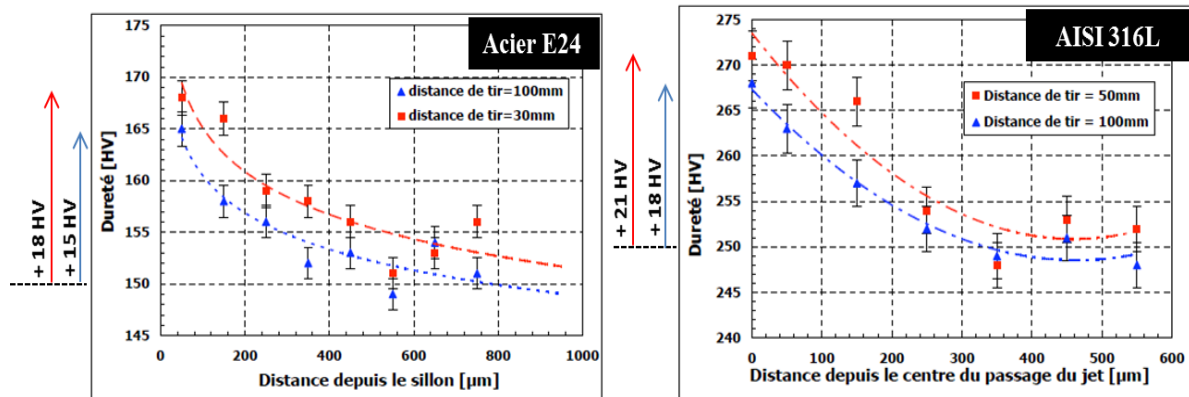 + 18 HV
+ 15 HV
Dureté [HV]
175
170
165
160
155
150
145
Acier E24
distance de tir=100mm
distance de tir=30mm
0
200
400
600
800
1000
Distance depuis le sillon [µm]
+ 21 HV
+ 18 HV
Dureté [HV]
275
270
265
260
255
250
245
240
AISI 316L
Distance de tir = 50mm
Distance de tir = 100mm
0
100
200
300
400
500
600
Distance depuis le centre du passage du jet [µm]